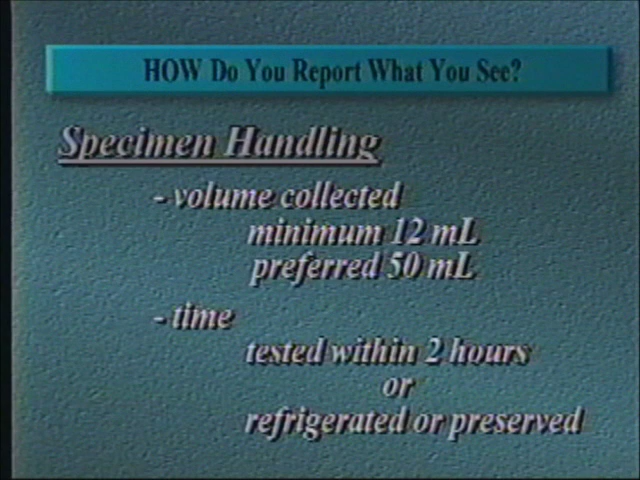 HOW Do You Report What You See?
Specimen Handling
- volume collected
minimum 12 mL
preferred 50 mL
- time
tested within 2 hours
or
refrigerated or preserved